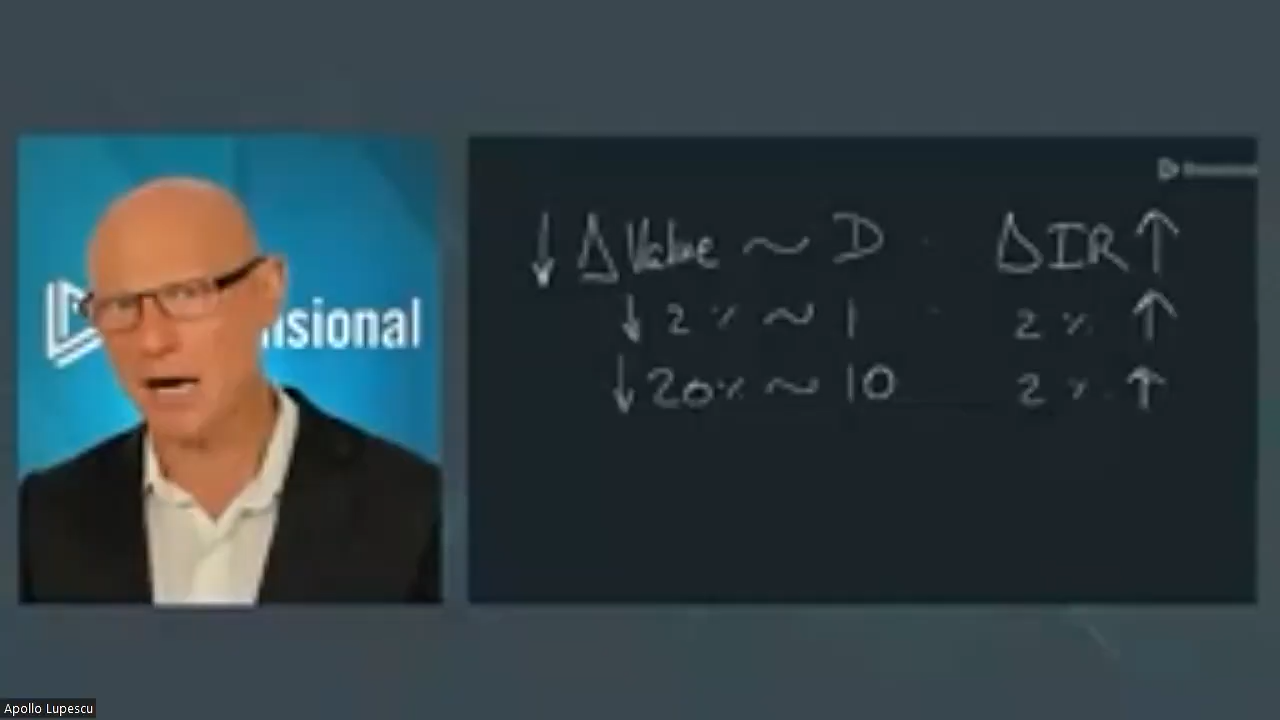 ↓ Δ Value ~ D · Δ IR ↑
↓ 2% ~ 1 · 2% ↑
↓ 20% ~ 10 2% ↑
nsional
Apollo Lupescu